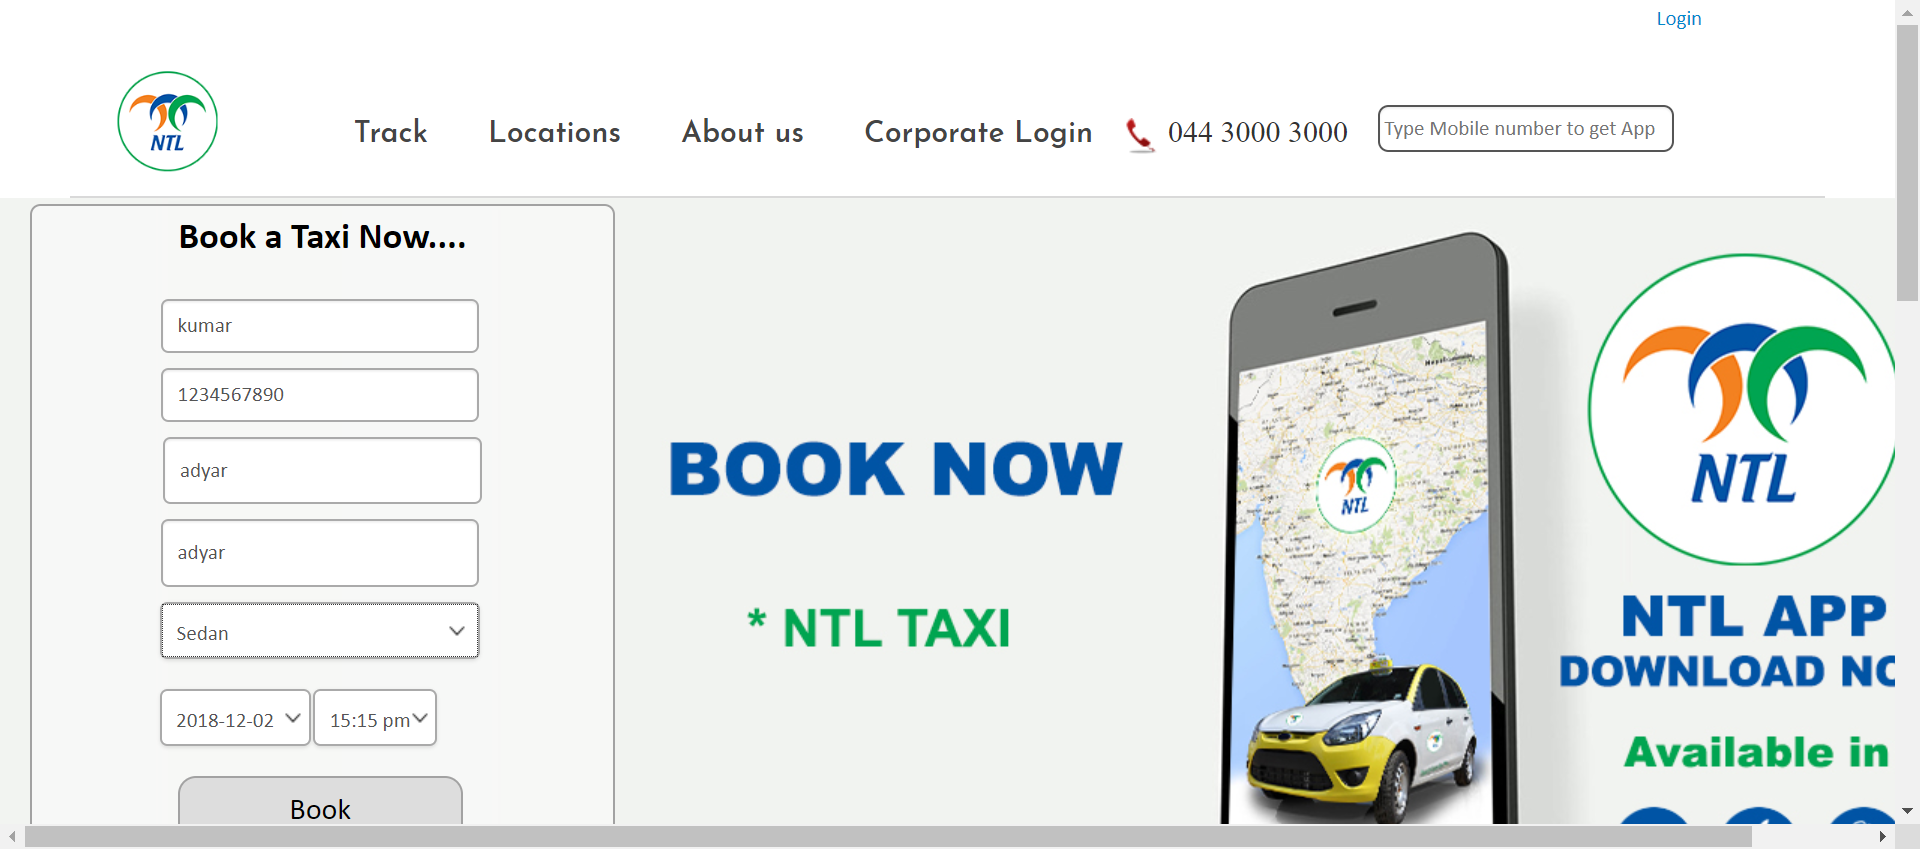 Login
NTL
Track
Locations
About us
Corporate Login
044 3000 3000
Type Mobile number to get App
Book a Taxi Now....
kumar
1234567890
adyar
adyar
Sedan
2018-12-02
15:15 pm
Book
BOOK NOW
* NTL TAXI
NTL
NTL
NTL APP
DOWNLOAD NO
Available in